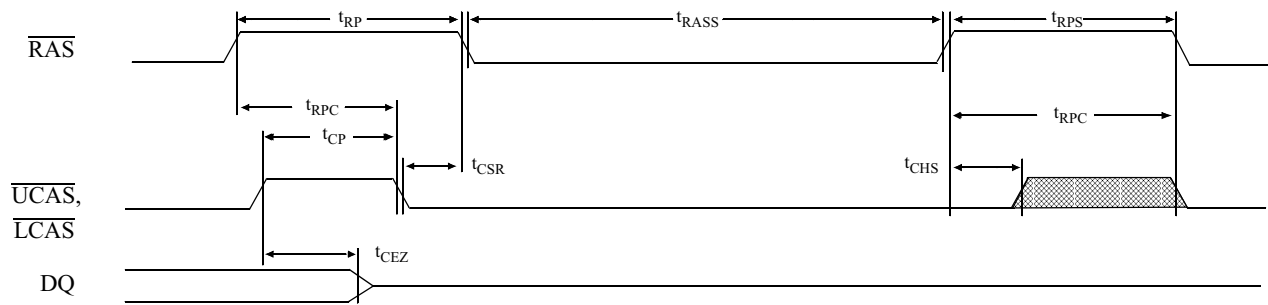 tRP
tRASS
tRPS
RAS
tRPC
tRPC
tCP
tCSR
tCHS
UCAS,
LCAS
tCEZ
DQ